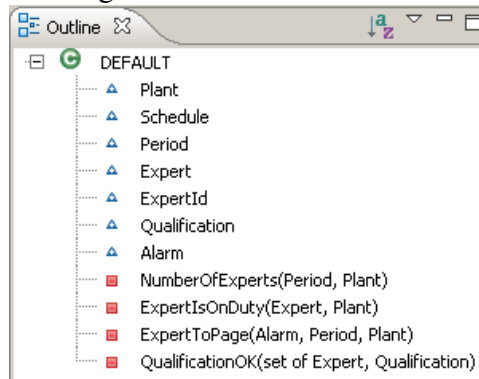 Outline
DEFAULT
Plant
Schedule
Period
Expert
ExpertId
Qualification
Alarm
NumberOfExperts(Period, Plant)
ExpertIsOnDuty(Expert, Plant)
ExpertToPage(Alarm, Period, Plant)
QualificationOK(set of Expert, Qualification)